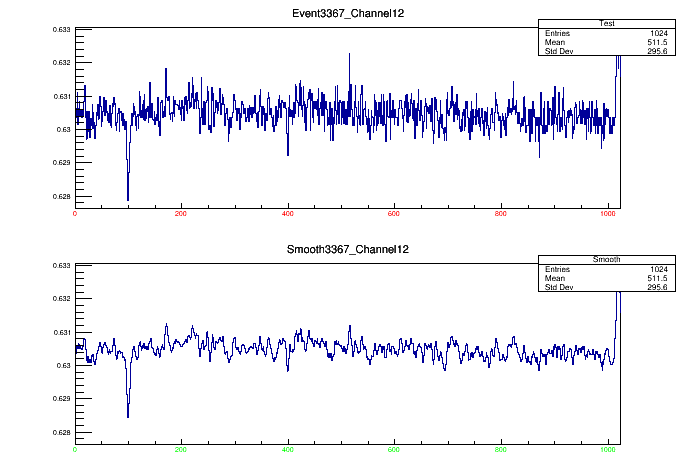 Event3367_Channel12
Test
Entries 1024
Mean 511.5
Std Dev 295.6
0.633
0.632
0.631
0.63
0.629
0.628
0 200 400 600 800 1000
Smooth3367_Channel12
Smooth
Entries 1024
Mean 511.5
Std Dev 295.6
0.633
0.632
0.631
0.63
0.629
0.628
0 200 400 600 800 1000